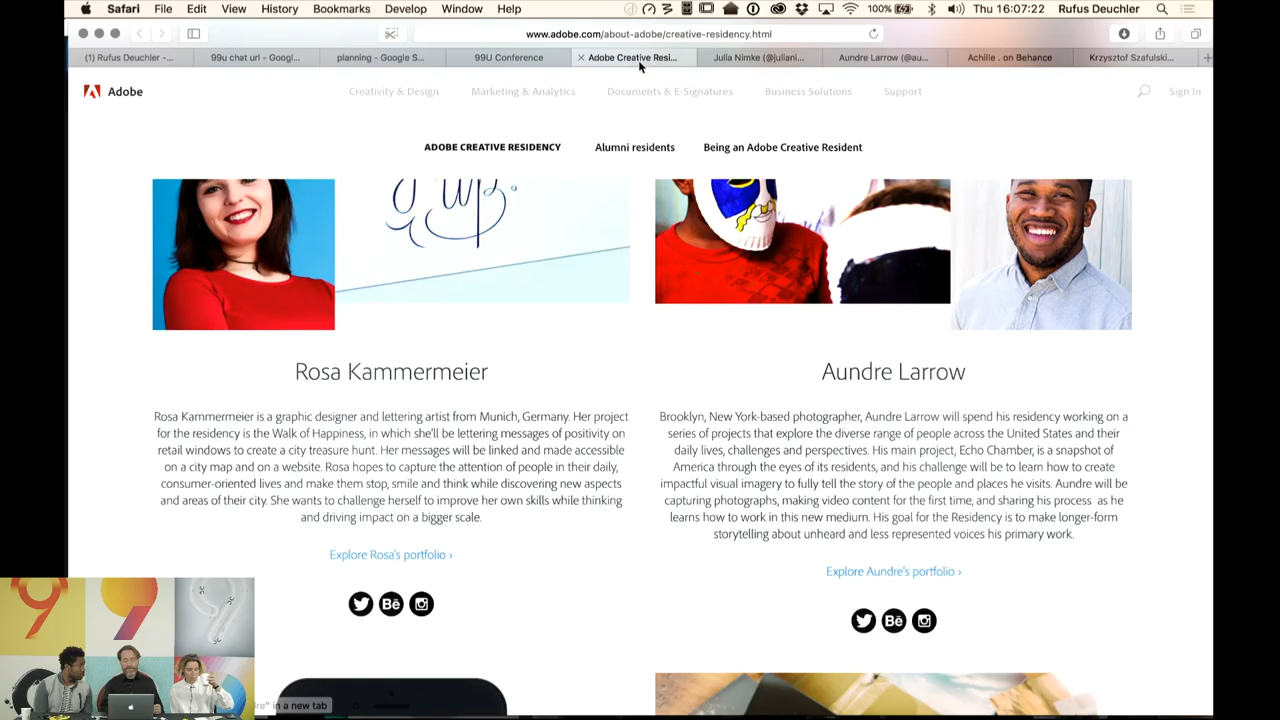 Safari File Edit View History Bookmarks Develop Window Help 100% Thu 16:07:22 Rufus Deuchler
www.adobe.com/about-adobe/creative-residency.html
(1) Rufus Deuchler -... 99u chat url - Googl... planning - Google S... 99U Conference Adobe Creative Resi... Julia Nimke (@juliani... Aundre Larrow (@au... Achille . on Behance Krzysztof Szafulski...
Adobe Creativity & Design Marketing & Analytics Documents & E-Signatures Business Solutions Support Sign In
ADOBE CREATIVE RESIDENCY Alumni residents Being an Adobe Creative Resident
Rosa Kammermeier
Rosa Kammermeier is a graphic designer and lettering artist from Munich, Germany. Her project
for the residency is the Walk of Happiness, in which she'll be lettering messages of positivity on
retail windows to create a city treasure hunt. Her messages will be linked and made accessible
on a city map and on a website. Rosa hopes to capture the attention of people in their daily,
consumer-oriented lives and make them stop, smile and think while discovering new aspects
and areas of their city. She wants to challenge herself to improve her own skills while thinking
and driving impact on a bigger scale.
Explore Rosa's portfolio ›
Bē
Aundre Larrow
Brooklyn, New York-based photographer, Aundre Larrow will spend his residency working on a
series of projects that explore the diverse range of people across the United States and their
daily lives, challenges and perspectives. His main project, Echo Chamber, is a snapshot of
America through the eyes of its residents, and his challenge will be to learn how to create
impactful visual imagery to fully tell the story of the people and places he visits. Aundre will be
capturing photographs, making video content for the first time, and sharing his process as he
learns how to work in this new medium. His goal for the Residency is to make longer-form
storytelling about unheard and less represented voices his primary work.
Explore Aundre's portfolio ›
Bē
9 9 9
re" in a new tab